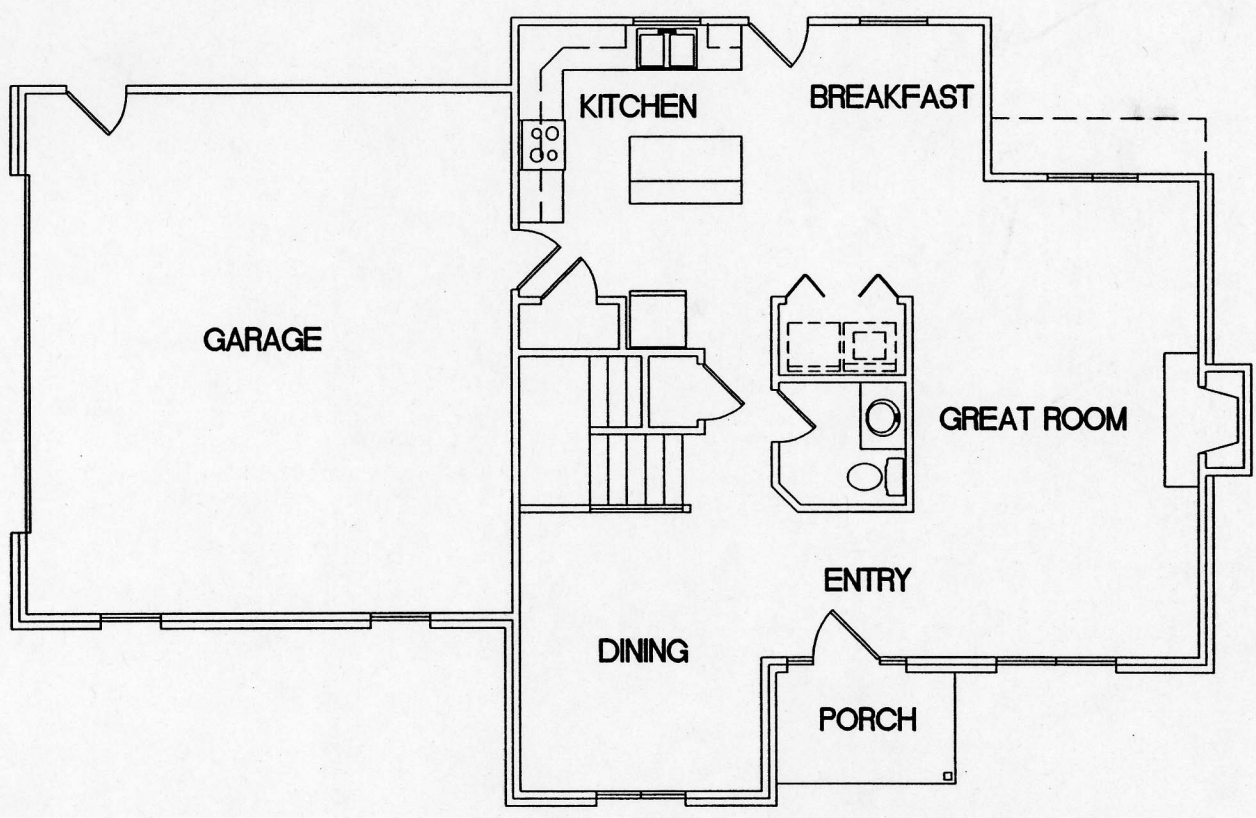 KITCHEN
BREAKFAST
GARAGE
GREAT ROOM
ENTRY
DINING
PORCH